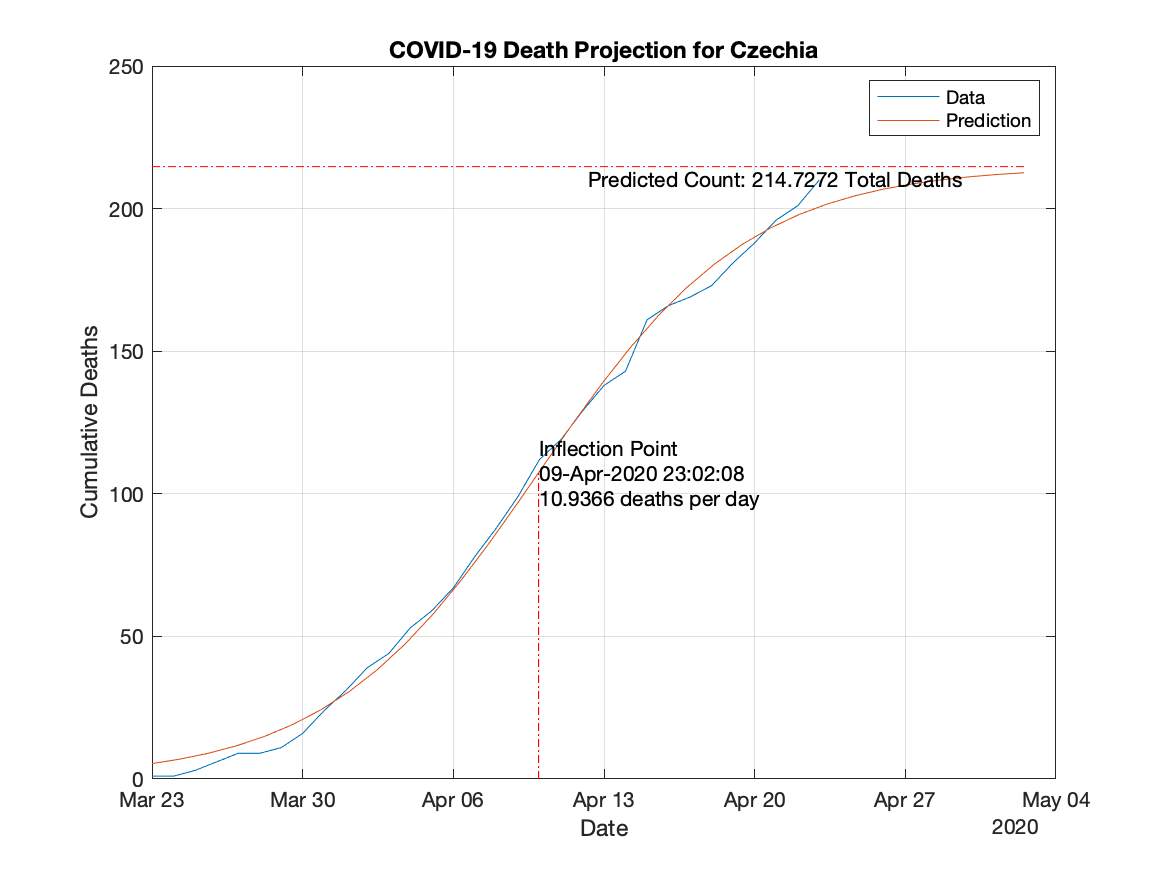 COVID-19 Death Projection for Czechia
250
200
150
100
50
0
Cumulative Deaths
Data
Prediction
Predicted Count: 214.7272 Total Deaths
Inflection Point
09-Apr-2020 23:02:08
10.9366 deaths per day
Mar 23 Mar 30 Apr 06 Apr 13 Apr 20 Apr 27 May 04
Date
2020